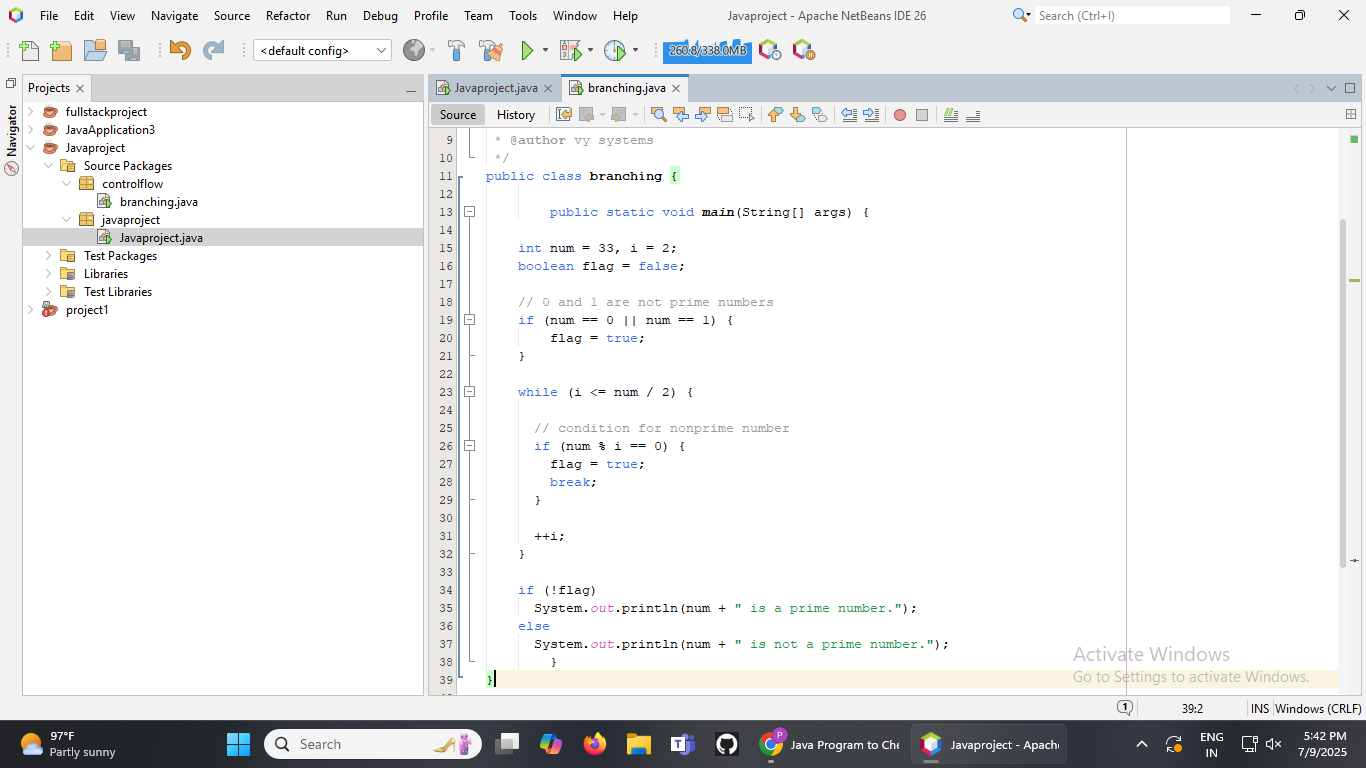 File Edit View Navigate Source Refactor Run Debug Profile Team Tools Window Help
Javaproject - Apache NetBeans IDE 26
Search (Ctrl+I)
<default config>
260.8/338.0MB
Projects
Javaproject.java
branching.java
Navigator
Source
History
fullstackproject
JavaApplication3
Javaproject
Source Packages
controlflow
branching.java
javaproject
Javaproject.java
Test Packages
Libraries
Test Libraries
project1
9 * @author vy systems
10 */
11 public class branching {
12
13 public static void main(String[] args) {
14
15 int num = 33, i = 2;
16 boolean flag = false;
17
18 // 0 and 1 are not prime numbers
19 if (num == 0 || num == 1) {
20 flag = true;
21 }
22
23 while (i <= num / 2) {
24
25 // condition for nonprime number
26 if (num % i == 0) {
27 flag = true;
28 break;
29 }
30
31 ++i;
32 }
33
34 if (!flag)
35 System.out.println(num + " is a prime number.");
36 else
37 System.out.println(num + " is not a prime number.");
38 }
39 }
Activate Windows
Go to Settings to activate Windows.
1
39:2
INS
Windows (CRLF)
97°F
Partly sunny
Search
P
Java Program to Che
Javaproject - Apach
ENG
IN
5:42 PM
7/9/2025